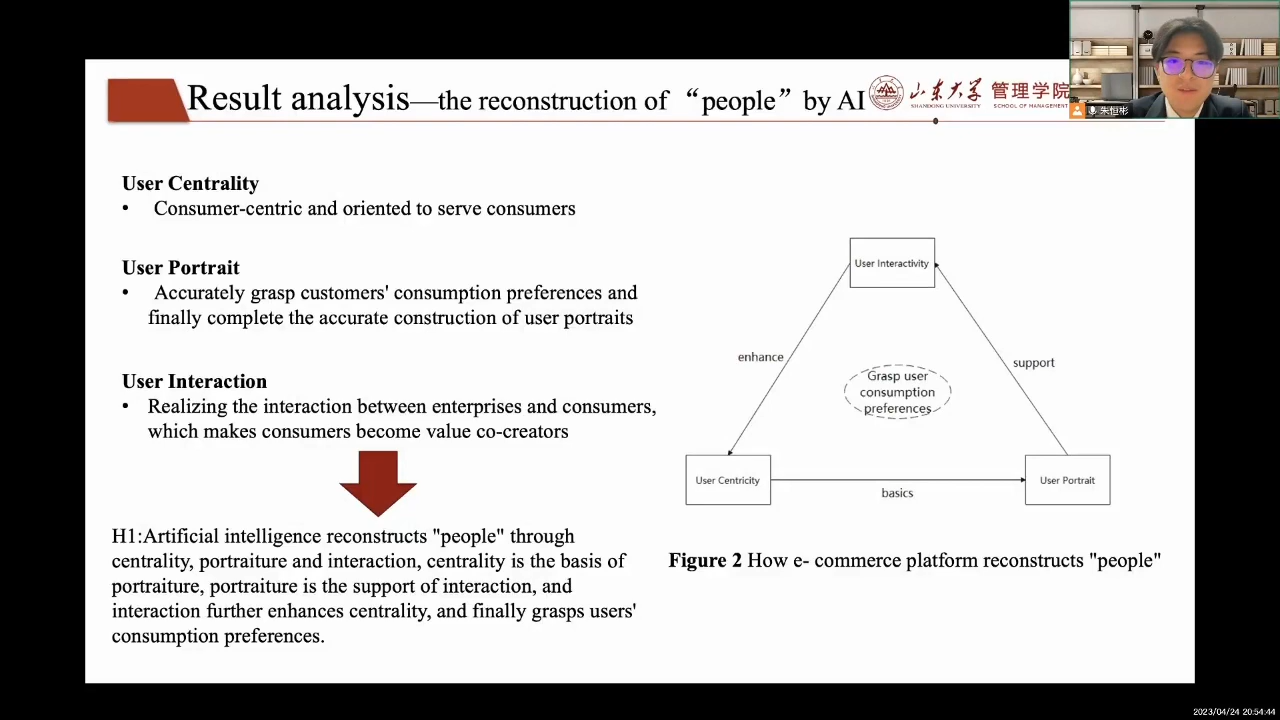 Result analysis—the reconstruction of “people” by AI
山东大学
SHANDONG UNIVERSITY
管理学院
SCHOOL OF MANAGEMENT
朱恒彬
User Centrality
• Consumer-centric and oriented to serve consumers
User Portrait
• Accurately grasp customers' consumption preferences and
finally complete the accurate construction of user portraits
User Interaction
• Realizing the interaction between enterprises and consumers,
which makes consumers become value co-creators
H1:Artificial intelligence reconstructs "people" through
centrality, portraiture and interaction, centrality is the basis of
portraiture, portraiture is the support of interaction, and
interaction further enhances centrality, and finally grasps users'
consumption preferences.
User Interactivity
enhance
support
Grasp user
consumption
preferences
User Centricity
User Portrait
basics
Figure 2 How e- commerce platform reconstructs "people"
2023/04/24 20:54:44